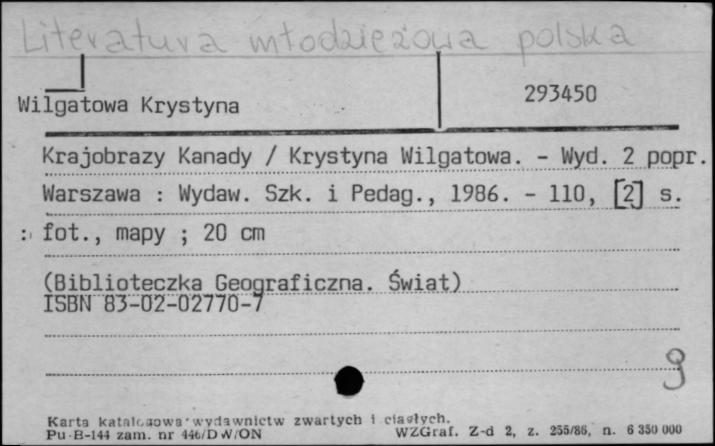 Literatura młodzieżowa polska
293450
Wilgatowa Krystyna
Krajobrazy Kanady / Krystyna Wilgatowa. - Wyd. 2 popr.
Warszawa : Wydaw. Szk. i Pedag., 1986. - 110, [2] s.
: fot., mapy ; 20 cm
(Biblioteczka Geograficzna. Świat)
ISBN 83-02-02770-7
9
Karta katalogowa wydawnictw zwartych i ciągłych.
Pu-B-144 zam. nr 446/DW/ON WZGraf. Z-d 2, z. 255/86, n. 6 350 000